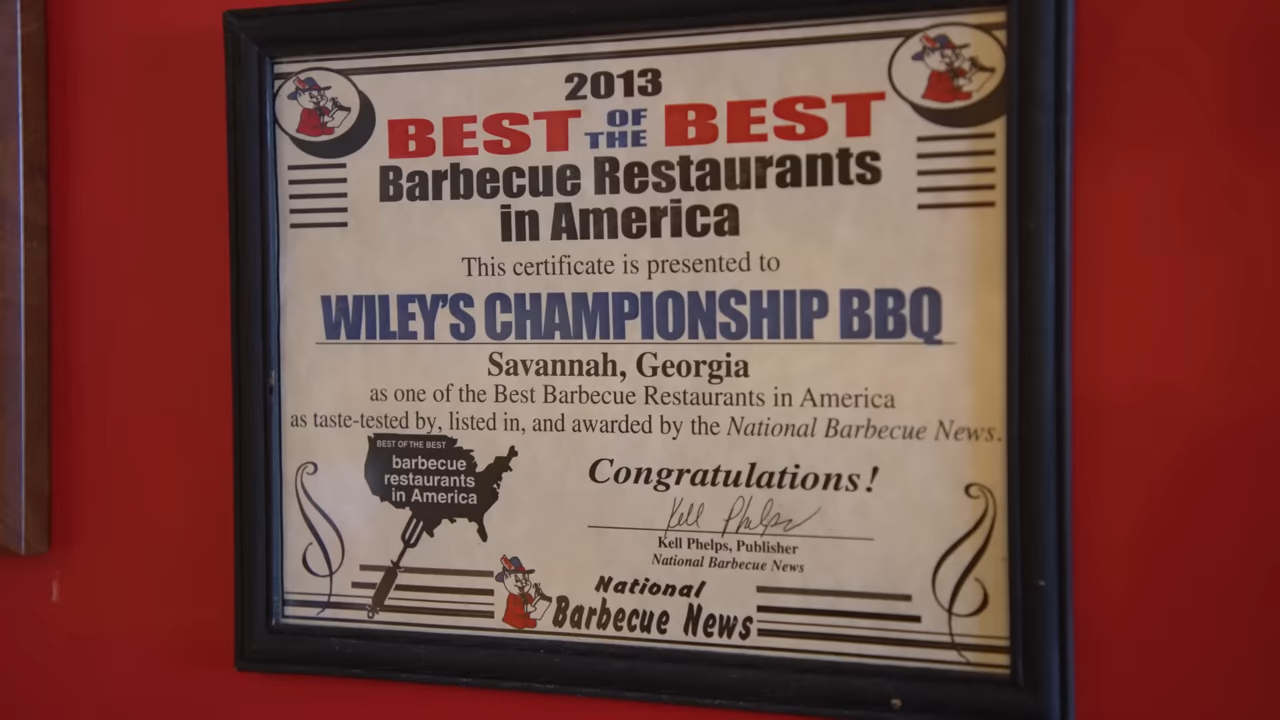 2013
BEST OF THE BEST
Barbecue Restaurants
in America
This certificate is presented to
WILEY'S CHAMPIONSHIP BBQ
Savannah, Georgia
as one of the Best Barbecue Restaurants in America
as taste-tested by, listed in, and awarded by the National Barbecue News.
BEST OF THE BEST
barbecue
restaurants
in America
Congratulations!
Kell Phelps
Kell Phelps, Publisher
National Barbecue News
National
Barbecue News